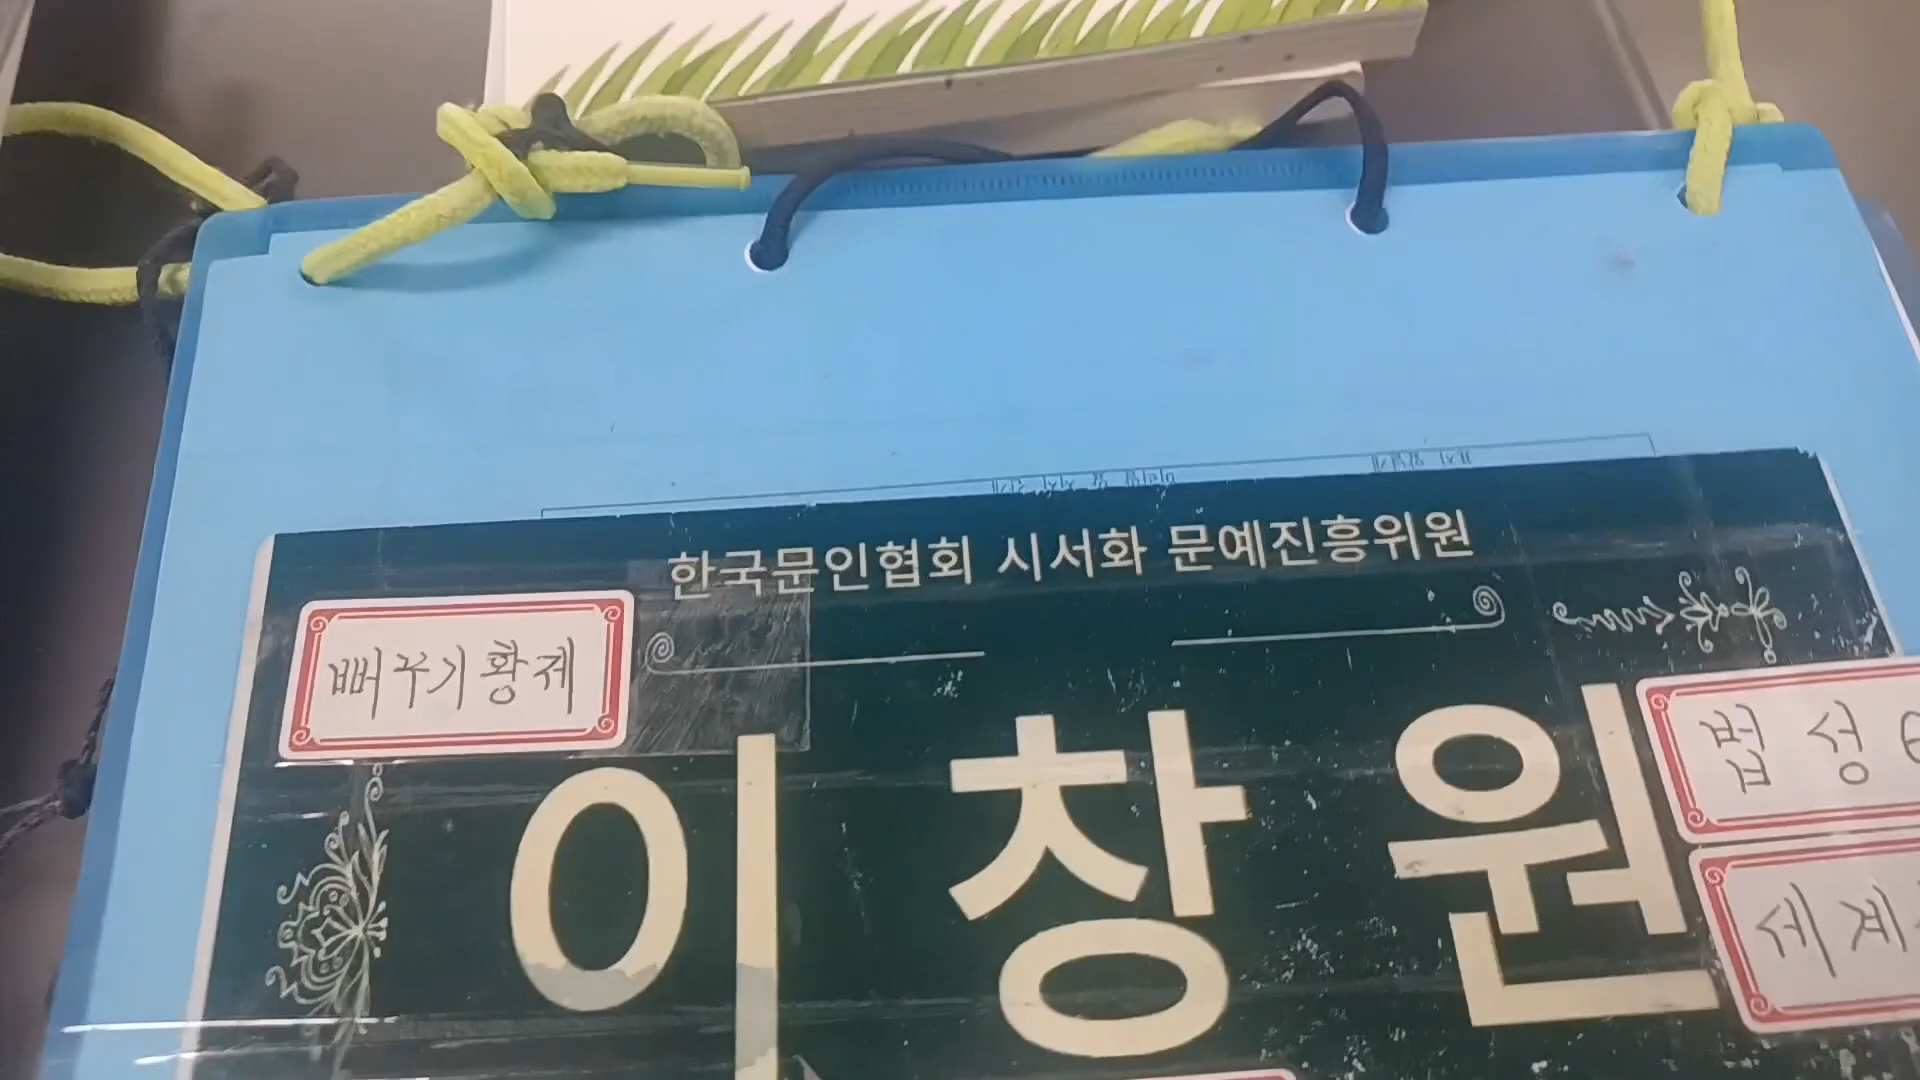 한국문인협회 시서화 문예진흥위원
뻐꾸기황제
이창원
법성
세계